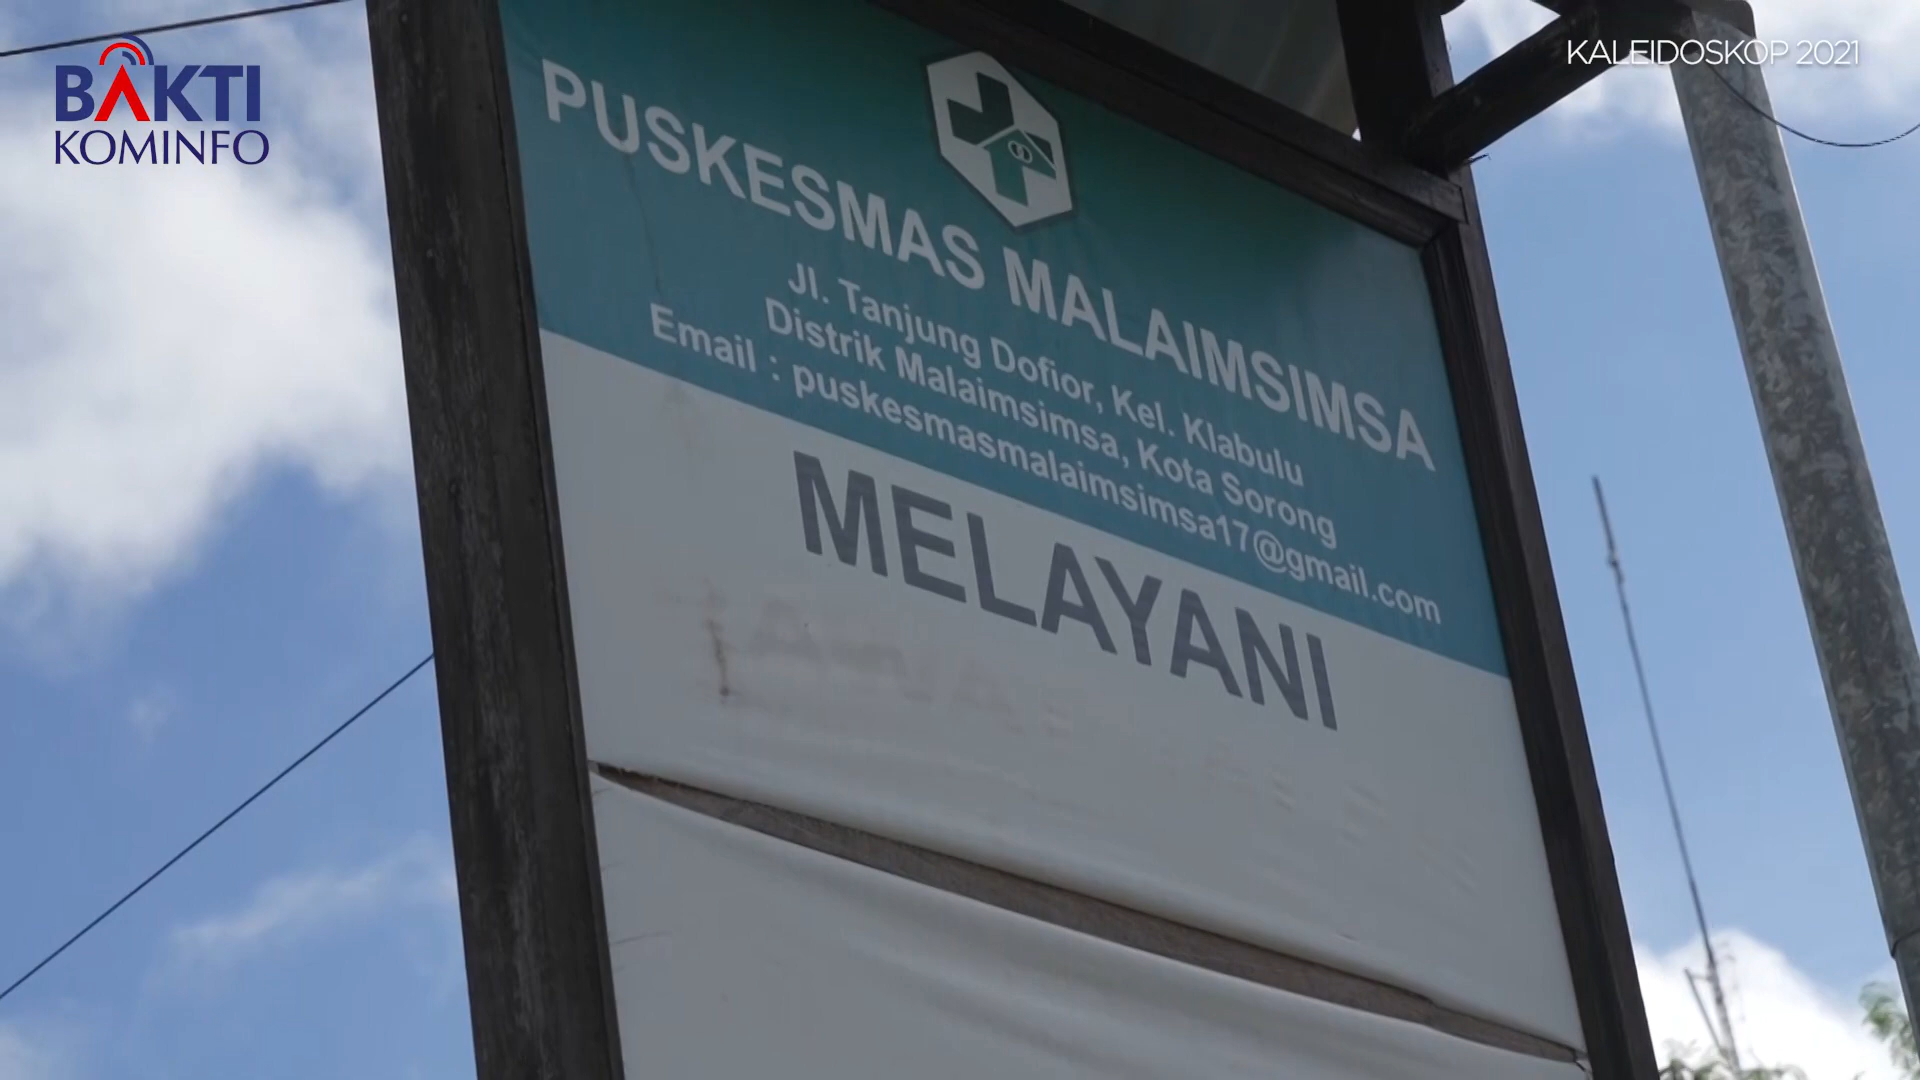 BAKTI
KOMINFO
KALEIDOSKOP 2021
PUSKESMAS MALAIMSIMSA
Jl. Tanjung Dofior, Kel. Klabulu
Distrik Malaimsimsa, Kota Sorong
Email : puskesmasmalaimsimsa17@gmail.com
MELAYANI